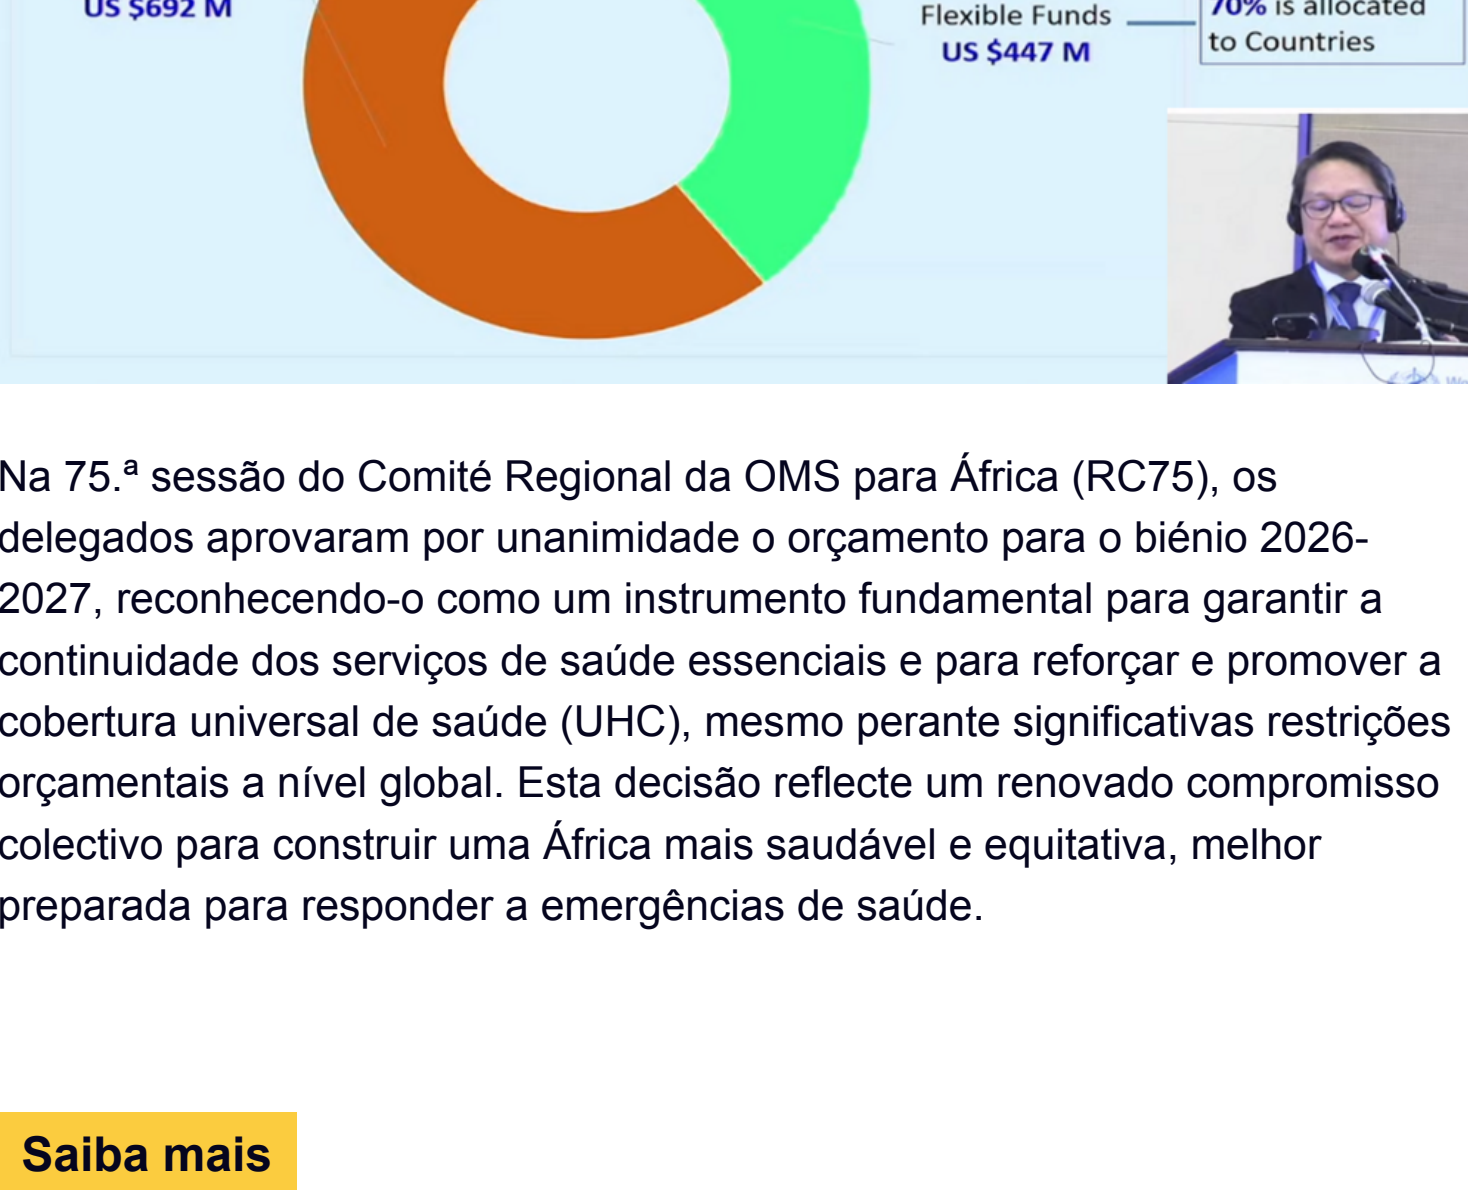 US $692 M
Flexible Funds
US $447 M
70% is allocated
to Countries
Na 75.ª sessão do Comité Regional da OMS para África (RC75), os
delegados aprovaram por unanimidade o orçamento para o biénio 2026-
2027, reconhecendo-o como um instrumento fundamental para garantir a
continuidade dos serviços de saúde essenciais e para reforçar e promover a
cobertura universal de saúde (UHC), mesmo perante significativas restrições
orçamentais a nível global. Esta decisão reflecte um renovado compromisso
colectivo para construir uma África mais saudável e equitativa, melhor
preparada para responder a emergências de saúde.
Saiba mais